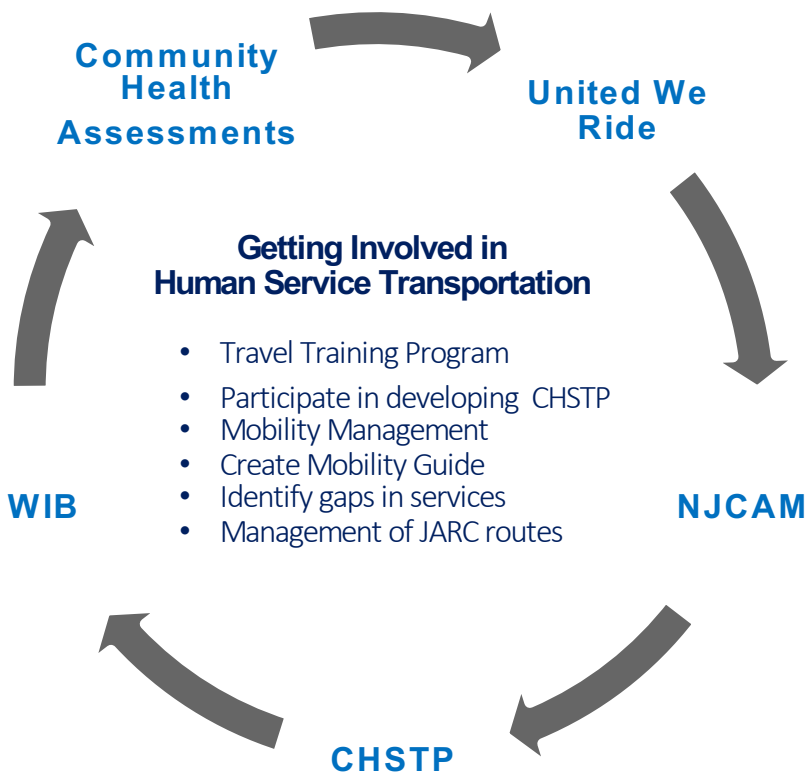 Community
Health
Assessments
United We
Ride
Getting Involved in
Human Service Transportation
• Travel Training Program
• Participate in developing CHSTP
• Mobility Management
• Create Mobility Guide
• Identify gaps in services
• Management of JARC routes
WIB
NJCAM
CHSTP